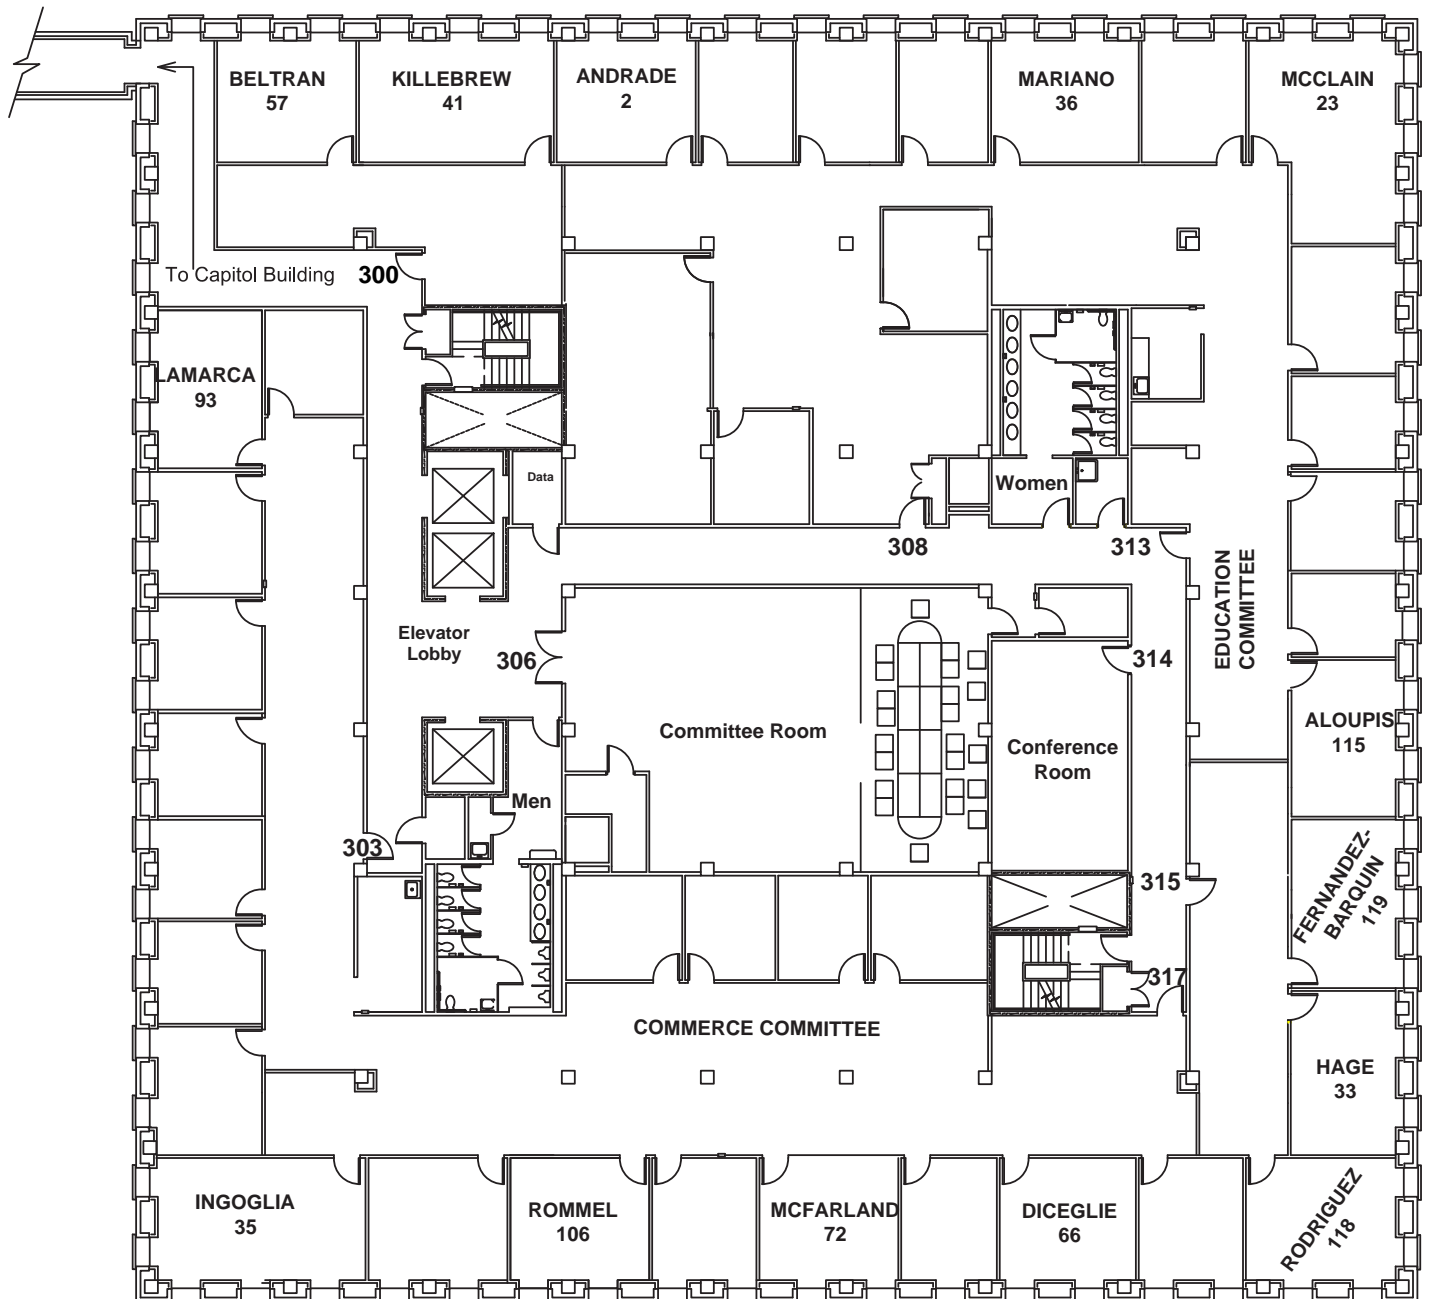 BELTRAN
57
KILLEBREW
41
ANDRADE
2
MARIANO
36
MCCLAIN
23
To Capitol Building
300
LAMARCA
93
Data
Women
308
313
EDUCATION
COMMITTEE
Elevator
Lobby
306
314
Committee Room
Conference
Room
ALOUPIS
115
Men
303
315
FERNANDEZ-
BARQUIN
119
317
COMMERCE COMMITTEE
HAGE
33
INGOGLIA
35
ROMMEL
106
MCFARLAND
72
DICEGLIE
66
RODRIGUEZ
118